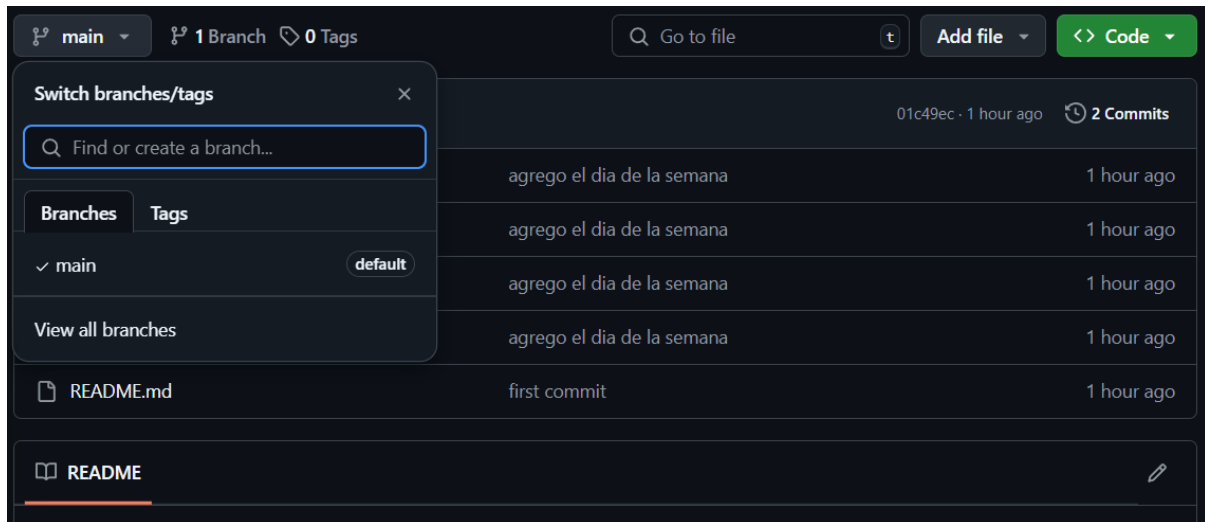 main 1 Branch 0 Tags Go to file t Add file <> Code
Switch branches/tags
01c49ec · 1 hour ago 2 Commits
Find or create a branch...
agrego el dia de la semana 1 hour ago
Branches Tags
agrego el dia de la semana 1 hour ago
main default
agrego el dia de la semana 1 hour ago
View all branches
agrego el dia de la semana 1 hour ago
README.md first commit 1 hour ago
README